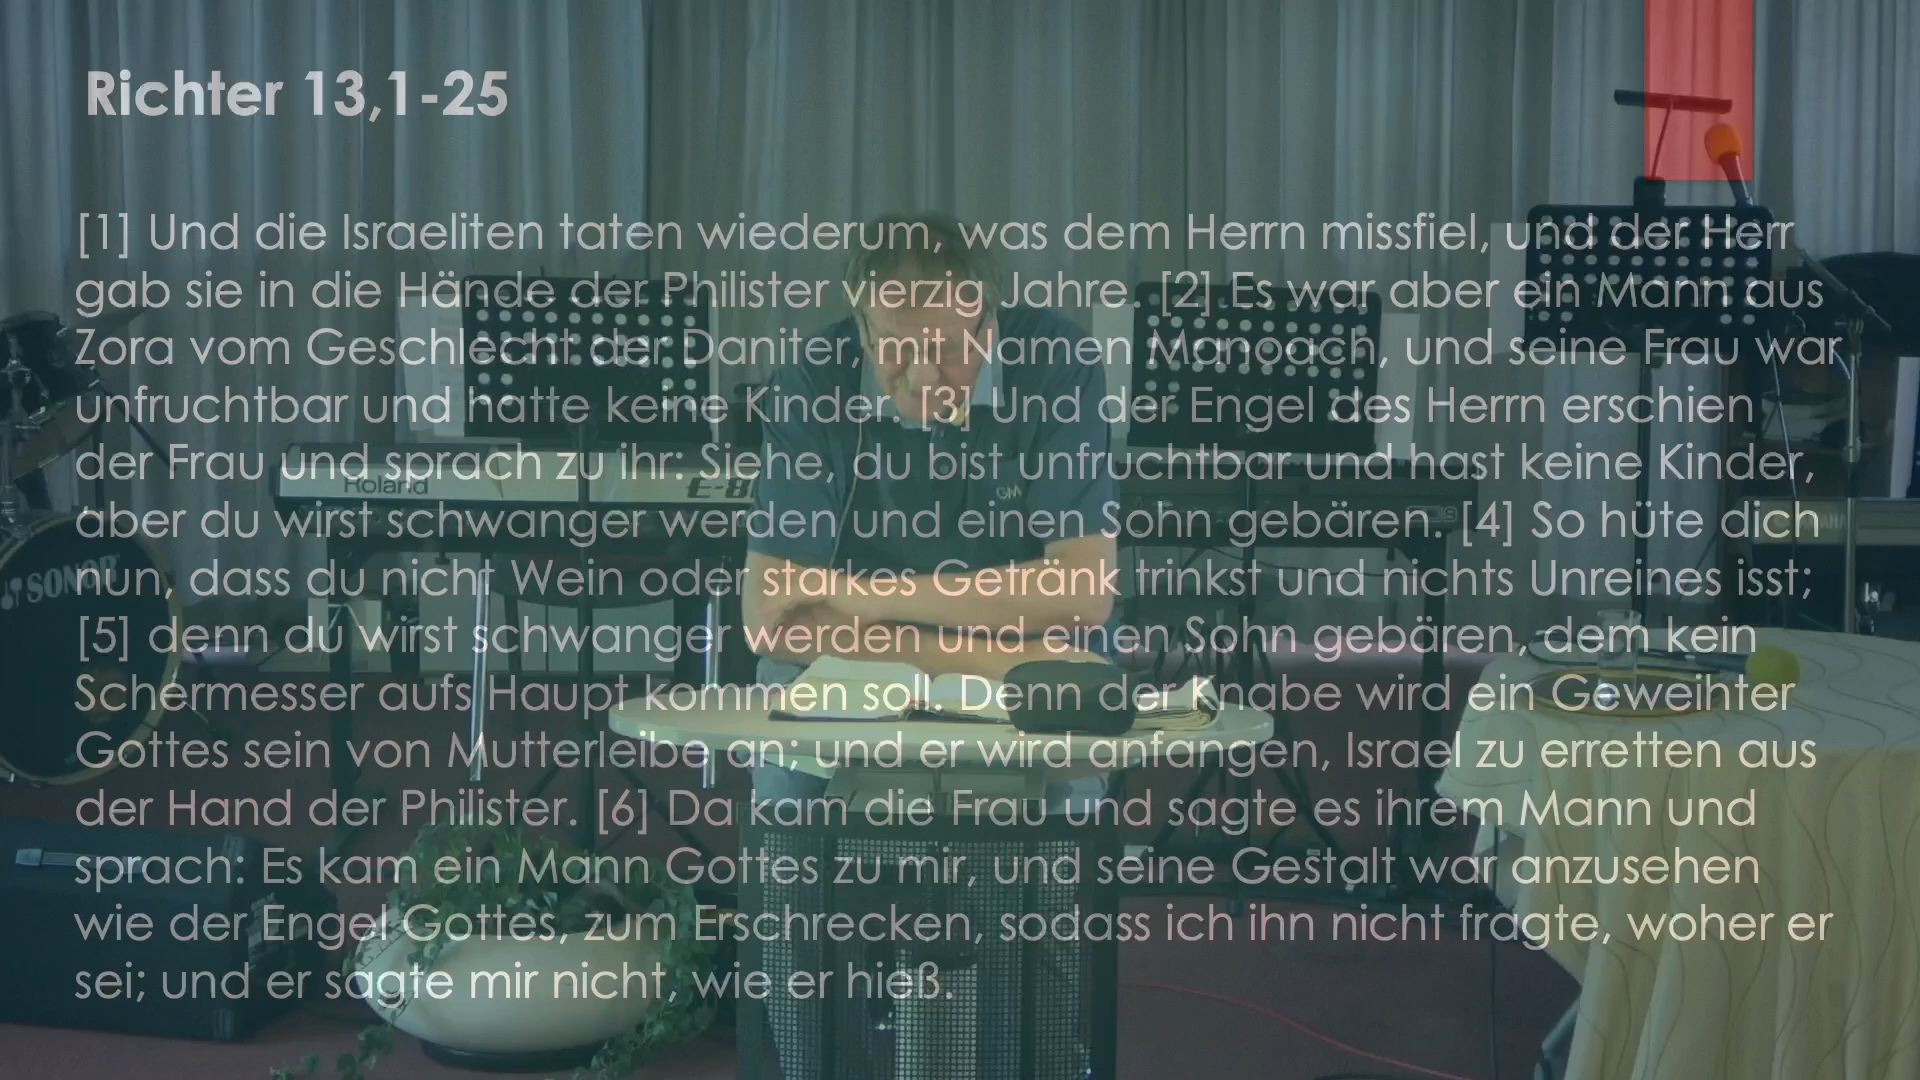 Richter 13,1-25
[1] Und die Israeliten taten wiederum, was dem Herrn missfiel, und der Herr
gab sie in die Hände der Philister vierzig Jahre. [2] Es war aber ein Mann aus
Zora vom Geschlecht der Daniter, mit Namen Manoach, und seine Frau war
unfruchtbar und hatte keine Kinder. [3] Und der Engel des Herrn erschien
der Frau und sprach zu ihr: Siehe, du bist unfruchtbar und hast keine Kinder,
Roland E-8
GM
aber du wirst schwanger werden und einen Sohn gebären. [4] So hüte dich
nun, dass du nicht Wein oder starkes Getränk trinkst und nichts Unreines isst;
SONOR
[5] denn du wirst schwanger werden und einen Sohn gebären, dem kein
Schermesser aufs Haupt kommen soll. Denn der Knabe wird ein Geweihter
Gottes sein von Mutterleibe an; und er wird anfangen, Israel zu erretten aus
der Hand der Philister. [6] Da kam die Frau und sagte es ihrem Mann und
sprach: Es kam ein Mann Gottes zu mir, und seine Gestalt war anzusehen
wie der Engel Gottes, zum Erschrecken, sodass ich ihn nicht fragte, woher er
sei; und er sagte mir nicht, wie er hieß.